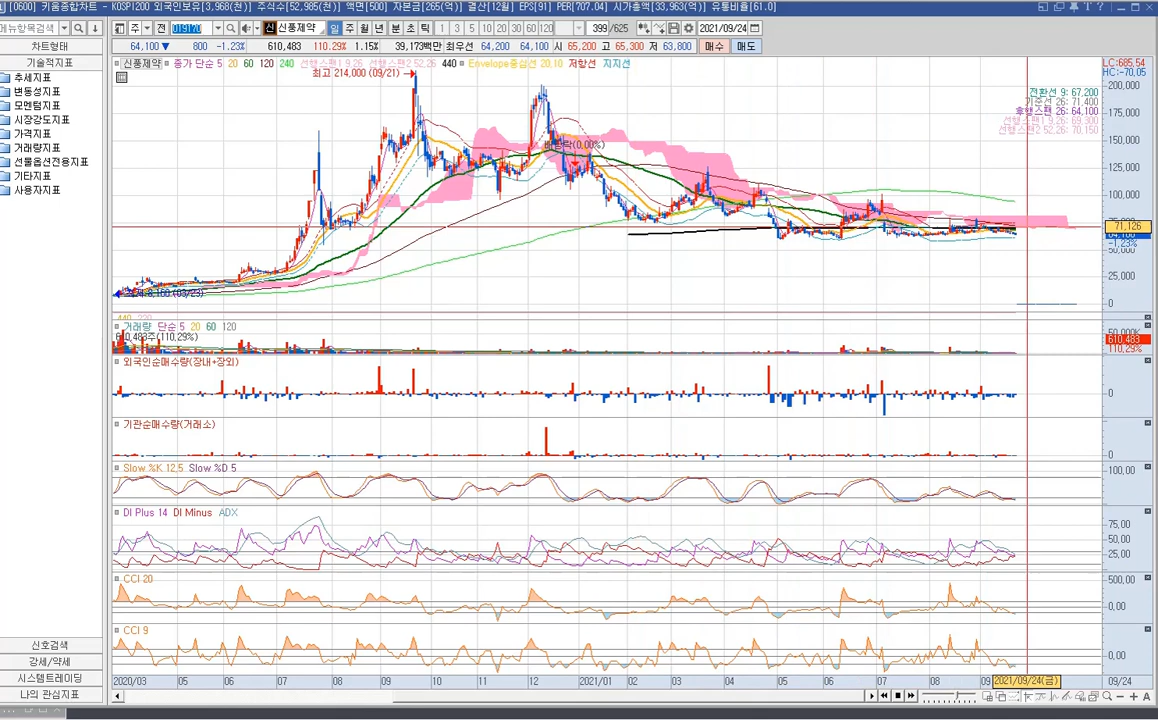 [0600] 키움종합차트 - KOSPI200 외국인보유[3,968(천)] 주식수[52,985(천)] 액면[500] 자본금[265(억)] 결산[12월] EPS[91] PER[707.04] 시가총액[33,963(억)] 유통비율[61.0]
메뉴항목검색 주 전 019170 신 신풍제약 일 주 월 년 분 초 틱 1 3 5 10 20 30 60 120 399 /625 2021/09/24
차트형태 64,100 ▼ 800 -1.23% 610,483 110.29% 1.15% 39,173백만 최우선 64,200 64,100 시 65,200 고 65,300 저 63,800 매수 매도
기술적지표
추세지표
변동성지표
모멘텀지표
시장강도지표
가격지표
거래량지표
선물옵션전용지표
기타지표
사용자지표
신풍제약 종가 단순 5 20 60 120 240 선행스팬1 9,26 선행스팬2 52,26 440 Envelope중심선 20,10 저항선 지지선
최고 214,000 (09/21)
LC:685,54
HC:-70,05
전환선 9: 67,200
기준선 26: 71,400
후행스팬 26: 64,100
선행스팬1 9,26: 69,300
선행스팬2 52,26: 70,150
200,000
175,000
150,000
125,000
100,000
71,126
-1,23%
50,000
25,000
0
거래량 단순 5 20 60 120
610,483주(110,29%)
50,000K
610,483
110,29%
외국인순매수량(장내+장외)
0
기관순매수량(거래소)
0
Slow %K 12,5 Slow %D 5
100,00
DI Plus 14 DI Minus ADX
75,00
50,00
25,00
CCI 20
500,00
0,00
CCI 9
0,00
2020/03 05 06 07 08 09 10 11 12 2021/01 02 03 04 05 06 07 08 09 2021/09/24(금) 09/24
신호검색
강세/약세
시스템트레이딩
나의 관심지표